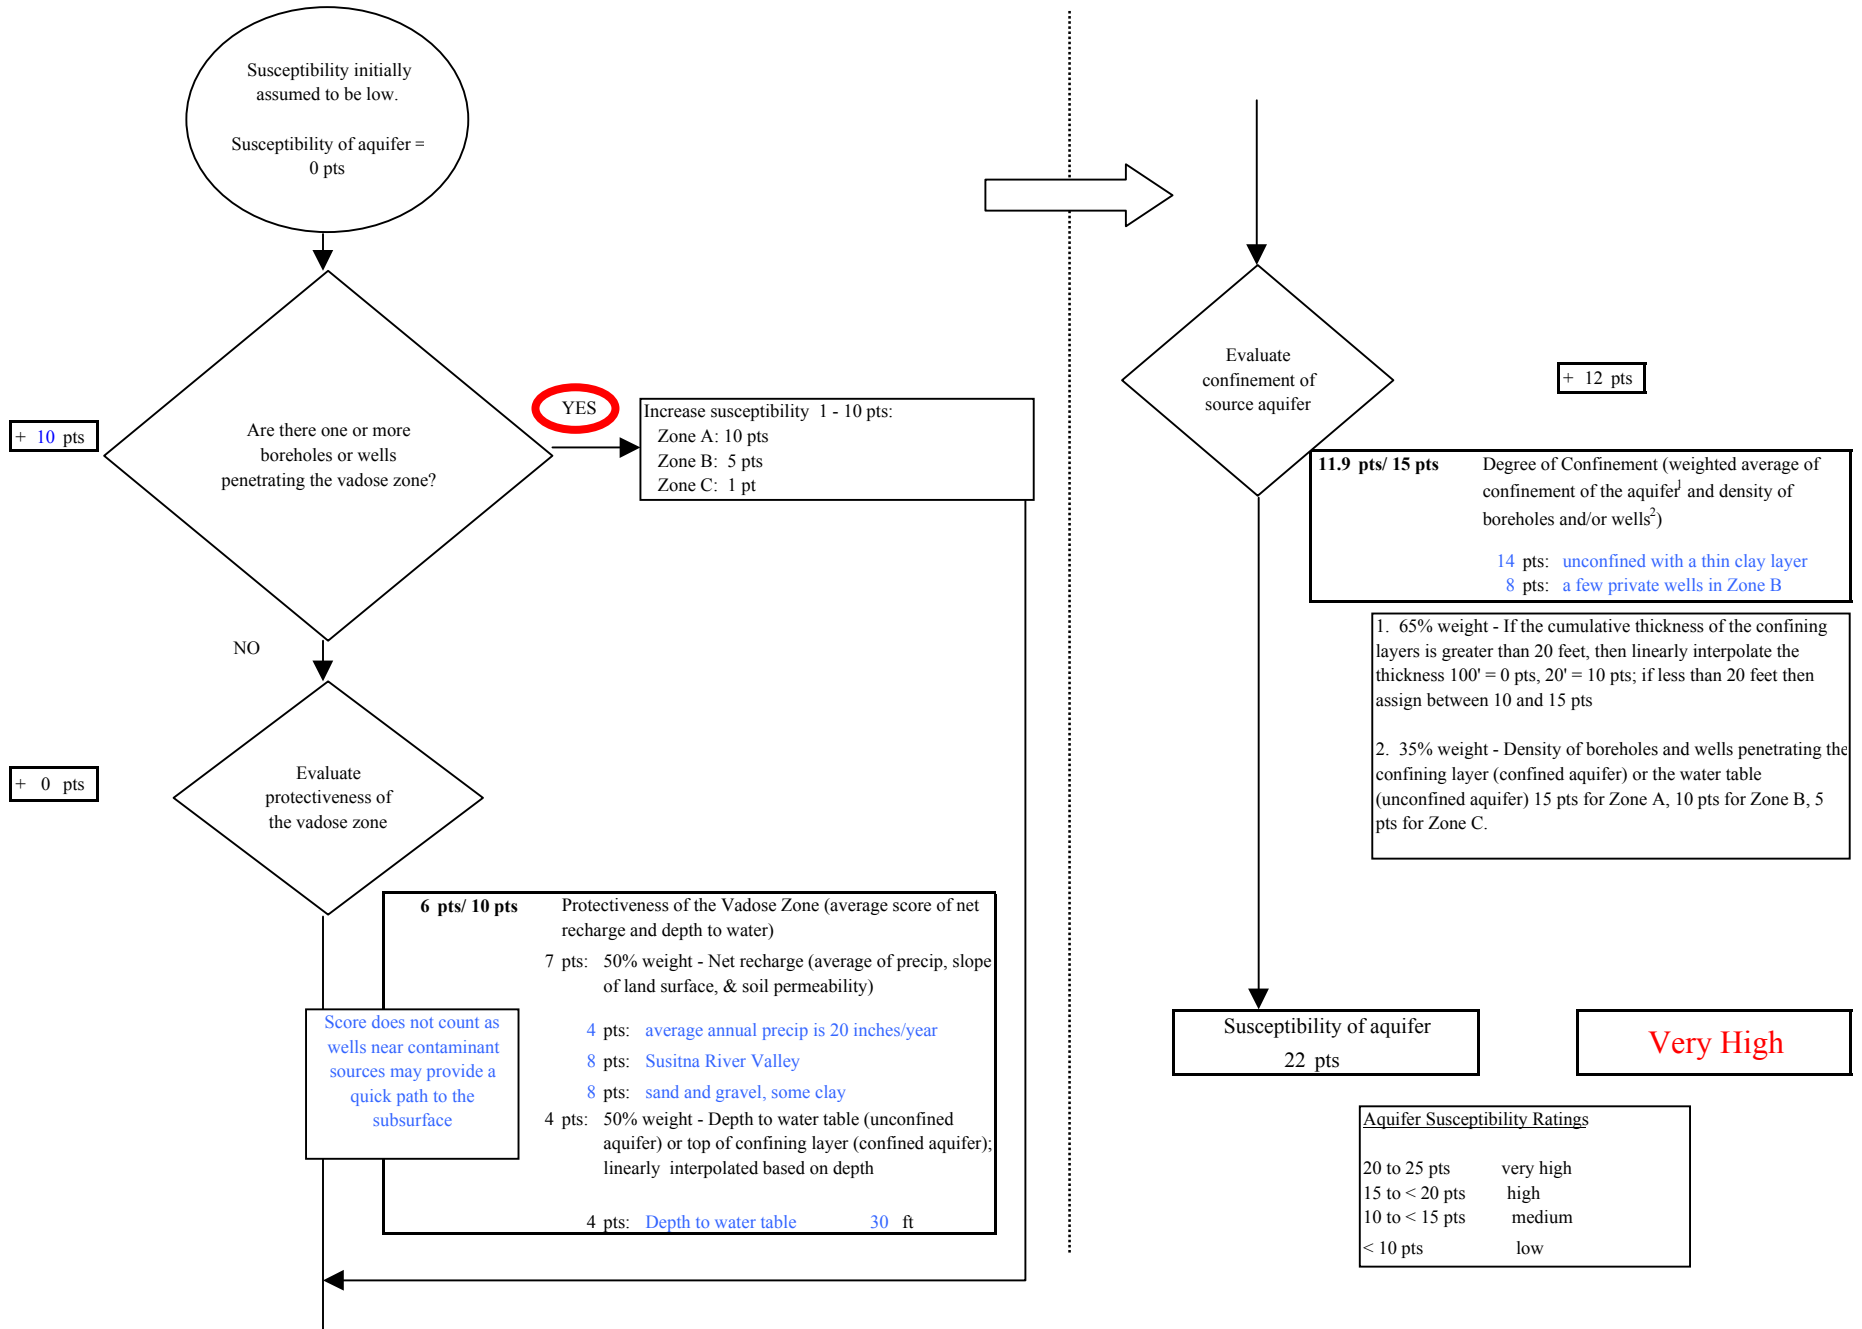 Susceptibility initially
assumed to be low.
Susceptibility of aquifer =
0 pts
+ 10 pts
Are there one or more
boreholes or wells
penetrating the vadose zone?
YES
Increase susceptibility 1 - 10 pts:
Zone A: 10 pts
Zone B: 5 pts
Zone C: 1 pt
NO
+ 0 pts
Evaluate
protectiveness of
the vadose zone
6 pts/ 10 pts Protectiveness of the Vadose Zone (average score of net
recharge and depth to water)
7 pts: 50% weight - Net recharge (average of precip, slope
of land surface, & soil permeability)
4 pts: average annual precip is 20 inches/year
8 pts: Susitna River Valley
8 pts: sand and gravel, some clay
4 pts: 50% weight - Depth to water table (unconfined
aquifer) or top of confining layer (confined aquifer);
linearly interpolated based on depth
4 pts: Depth to water table 30 ft
Score does not count as
wells near contaminant
sources may provide a
quick path to the
subsurface
Evaluate
confinement of
source aquifer
+ 12 pts
11.9 pts/ 15 pts Degree of Confinement (weighted average of
confinement of the aquifer1 and density of
boreholes and/or wells2)
14 pts: unconfined with a thin clay layer
8 pts: a few private wells in Zone B
1. 65% weight - If the cumulative thickness of the confining
layers is greater than 20 feet, then linearly interpolate the
thickness 100' = 0 pts, 20' = 10 pts; if less than 20 feet then
assign between 10 and 15 pts
2. 35% weight - Density of boreholes and wells penetrating the
confining layer (confined aquifer) or the water table
(unconfined aquifer) 15 pts for Zone A, 10 pts for Zone B, 5
pts for Zone C.
Susceptibility of aquifer
22 pts
Very High
Aquifer Susceptibility Ratings
20 to 25 pts very high
15 to < 20 pts high
10 to < 15 pts medium
< 10 pts low